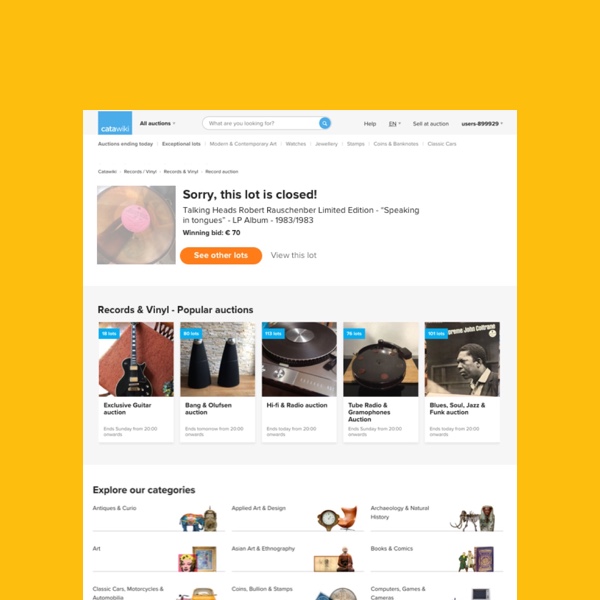 catawiki
All auctions
What are you looking for?
Help
EN
Sell at auction
users-899929
Auctions ending today
Exceptional lots
Modern & Contemporary Art
Watches
Jewellery
Stamps
Coins & Banknotes
Classic Cars
Catawiki
Records / Vinyl
Records & Vinyl
Record auction
Sorry, this lot is closed!
Talking Heads Robert Rauschenber Limited Edition - "Speaking
in tongues" - LP Album - 1983/1983
Winning bid: € 70
See other lots
View this lot
Records & Vinyl - Popular auctions
18 lots
Exclusive Guitar
auction
Ends Sunday from 20:00
onwards
80 lots
Bang & Olufsen
auction
Ends tomorrow from 20:00
onwards
113 lots
Hi-fi & Radio auction
Ends today from 20:00
onwards
76 lots
Tube Radio &
Gramophones
Auction
Ends Sunday from 20:00
onwards
101 lots
John Coltrane
Blues, Soul, Jazz &
Funk auction
Ends today from 20:00
onwards
Explore our categories
Antiques & Curio
Applied Art & Design
Archaeology & Natural
History
Art
Asian Art & Ethnography
Books & Comics
Classic Cars, Motorcycles &
Automobilia
Coins, Bullion & Stamps
Computers, Games &
Cameras